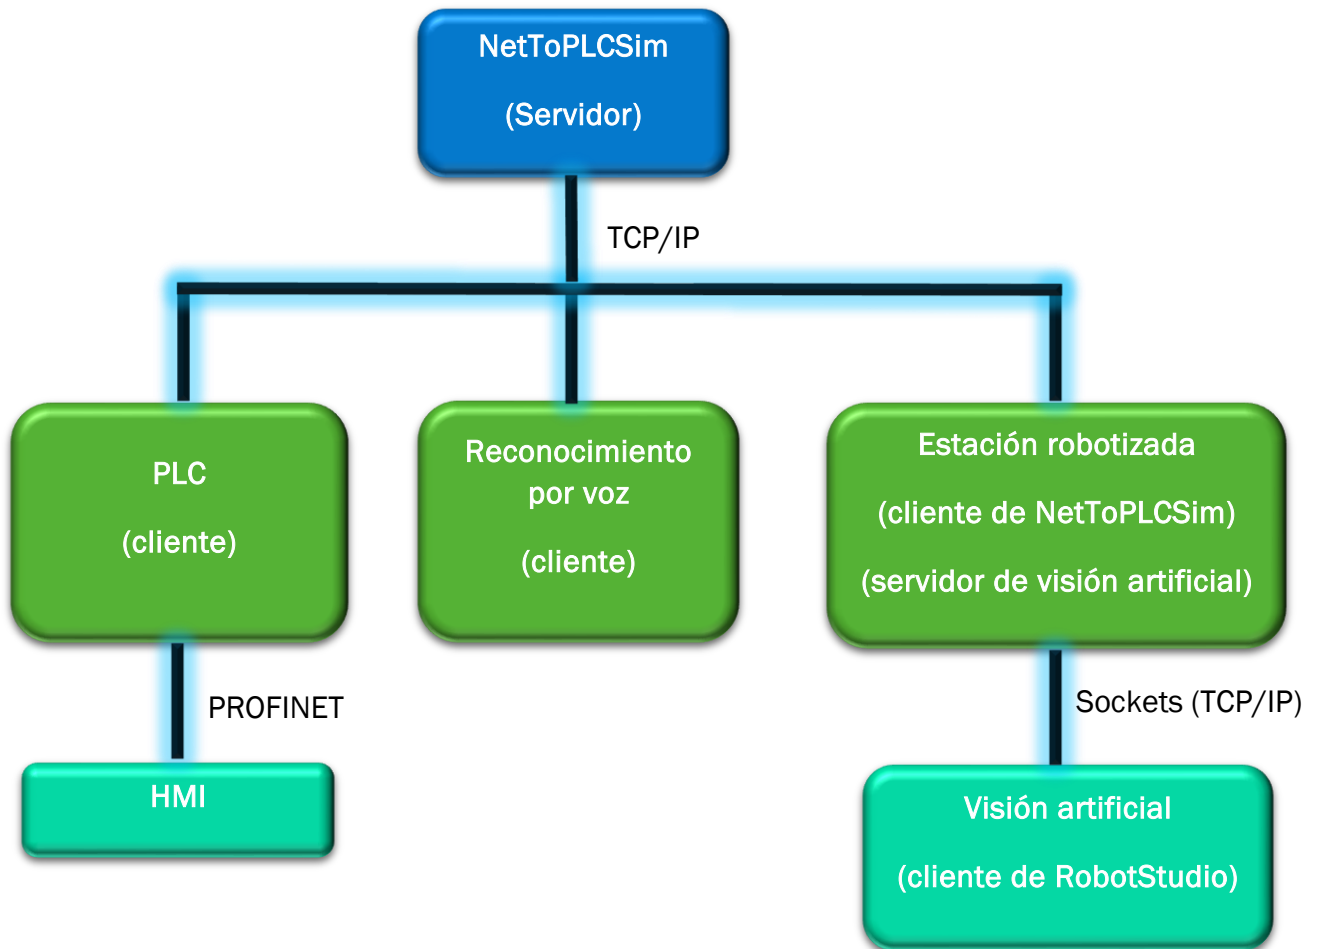 NetToPLCSim
(Servidor)
TCP/IP
PLC
(cliente)
Reconocimiento
por voz
(cliente)
Estación robotizada
(cliente de NetToPLCSim)
(servidor de visión artificial)
PROFINET
Sockets (TCP/IP)
HMI
Visión artificial
(cliente de RobotStudio)